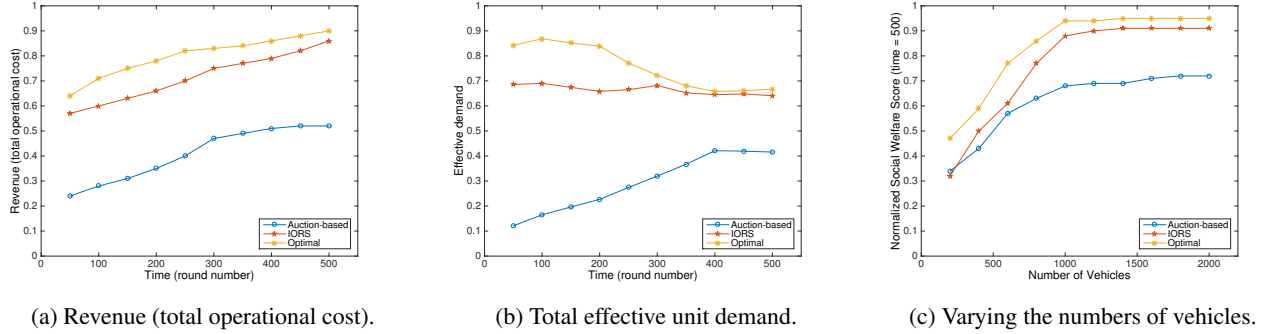 Revenue (total operational cost)
1
0.9
0.8
0.7
0.6
0.5
0.4
0.3
0.2
0.1
0
0 100 200 300 400 500
Time (round number)
Auction-based
IORS
Optimal
(a) Revenue (total operational cost).
Effective demand
1
0.9
0.8
0.7
0.6
0.5
0.4
0.3
0.2
0.1
0
0 100 200 300 400 500
Time (round number)
Auction-based
IORS
Optimal
(b) Total effective unit demand.
Normalized Social Welfare Score (time = 500)
1
0.9
0.8
0.7
0.6
0.5
0.4
0.3
0.2
0.1
0
0 500 1000 1500 2000
Number of Vehicles
Auction-based
IORS
Optimal
(c) Varying the numbers of vehicles.